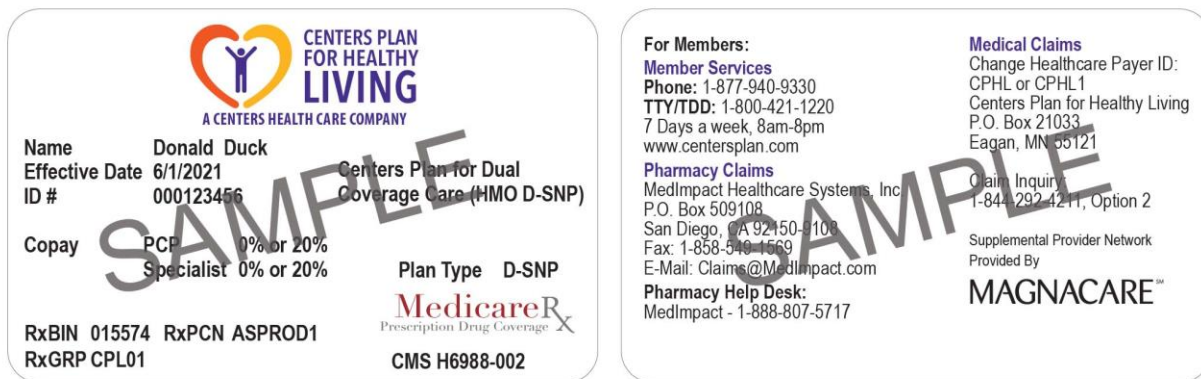 CENTERS PLAN
FOR HEALTHY
LIVING
A CENTERS HEALTH CARE COMPANY
Name Donald Duck
Effective Date 6/1/2021
ID # 000123456
Centers Plan for Dual
Coverage Care (HMO D-SNP)
Copay PCP 0% or 20%
Specialist 0% or 20%
Plan Type D-SNP
MedicareRx
Prescription Drug Coverage
RxBIN 015574 RxPCN ASPROD1
RxGRP CPL01
CMS H6988-002
SAMPLE
For Members:
Member Services
Phone: 1-877-940-9330
TTY/TDD: 1-800-421-1220
7 Days a week, 8am-8pm
www.centersplan.com
Pharmacy Claims
MedImpact Healthcare Systems, Inc
P.O. Box 509108
San Diego, CA 92150-9108
Fax: 1-858-549-1569
E-Mail: Claims@MedImpact.com
Pharmacy Help Desk:
MedImpact - 1-888-807-5717
Medical Claims
Change Healthcare Payer ID:
CPHL or CPHL1
Centers Plan for Healthy Living
P.O. Box 21033
Eagan, MN 55121
Claim Inquiry:
1-844-292-4211, Option 2
Supplemental Provider Network
Provided By
MAGNACARE℠
SAMPLE